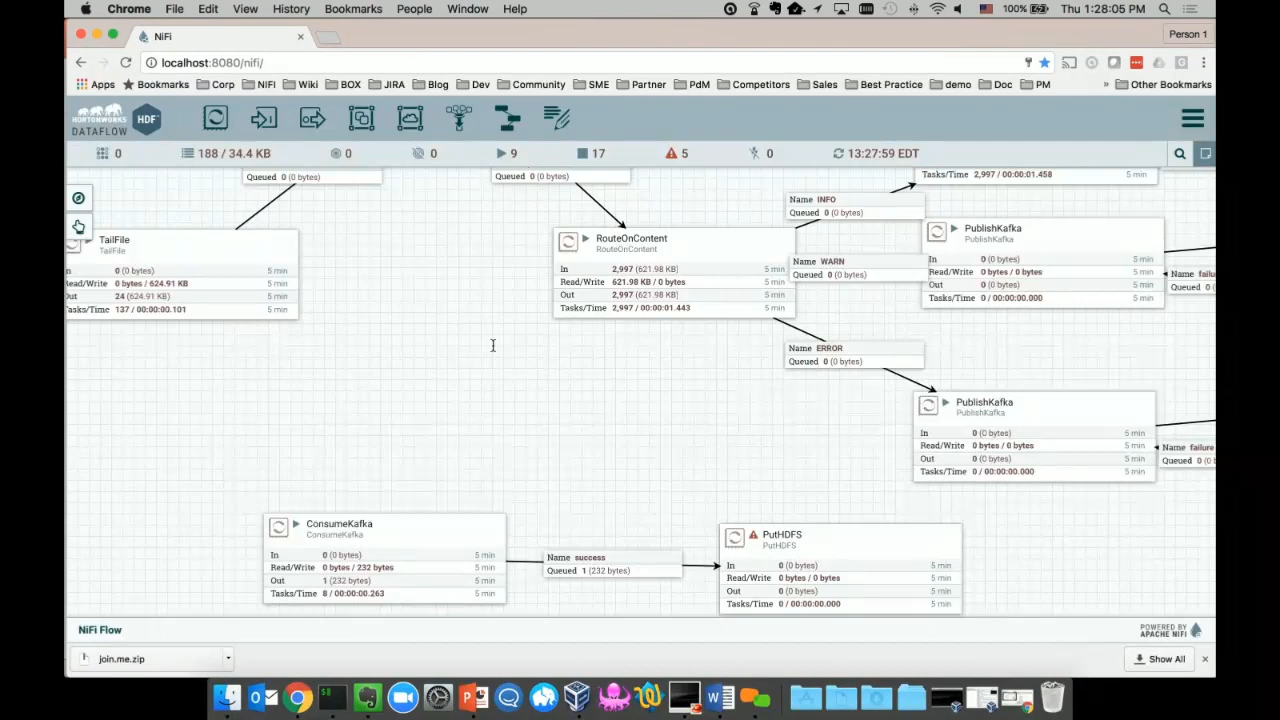 Chrome File Edit View History Bookmarks People Window Help 100% Thu 1:28:05 PM
NiFi Person 1
localhost:8080/nifi/
Apps Bookmarks Corp NIFI Wiki BOX JIRA Blog Dev Community SME Partner PdM Competitors Sales Best Practice demo Doc PM » Other Bookmarks
HORTONWORKS
DATAFLOW
HDF
0 188 / 34.4 KB 0 0 9 17 5 0 13:27:59 EDT
Queued 0 (0 bytes)
Queued 0 (0 bytes)
Tasks/Time 2,997 / 00:00:01.458 5 min
TailFile
TailFile
In 0 (0 bytes) 5 min
Read/Write 0 bytes / 624.91 KB 5 min
Out 24 (624.91 KB) 5 min
Tasks/Time 137 / 00:00:00.101 5 min
RouteOnContent
RouteOnContent
In 2,997 (621.98 KB) 5 min
Read/Write 621.98 KB / 0 bytes 5 min
Out 2,997 (621.98 KB) 5 min
Tasks/Time 2,997 / 00:00:01.443 5 min
Name INFO
Queued 0 (0 bytes)
Name WARN
Queued 0 (0 bytes)
PublishKafka
PublishKafka
In 0 (0 bytes) 5 min
Read/Write 0 bytes / 0 bytes 5 min
Out 0 (0 bytes) 5 min
Tasks/Time 0 / 00:00:00.000 5 min
Name failu
Queued 0 (
Name ERROR
Queued 0 (0 bytes)
PublishKafka
PublishKafka
In 0 (0 bytes) 5 min
Read/Write 0 bytes / 0 bytes 5 min
Out 0 (0 bytes) 5 min
Tasks/Time 0 / 00:00:00.000 5 min
Name failure
Queued 0 (0 b
ConsumeKafka
ConsumeKafka
In 0 (0 bytes) 5 min
Read/Write 0 bytes / 232 bytes 5 min
Out 1 (232 bytes) 5 min
Tasks/Time 8 / 00:00:00.263 5 min
Name success
Queued 1 (232 bytes)
PutHDFS
PutHDFS
In 0 (0 bytes) 5 min
Read/Write 0 bytes / 0 bytes 5 min
Out 0 (0 bytes) 5 min
Tasks/Time 0 / 00:00:00.000 5 min
NiFi Flow
POWERED BY
APACHE NIFI
join.me.zip Show All